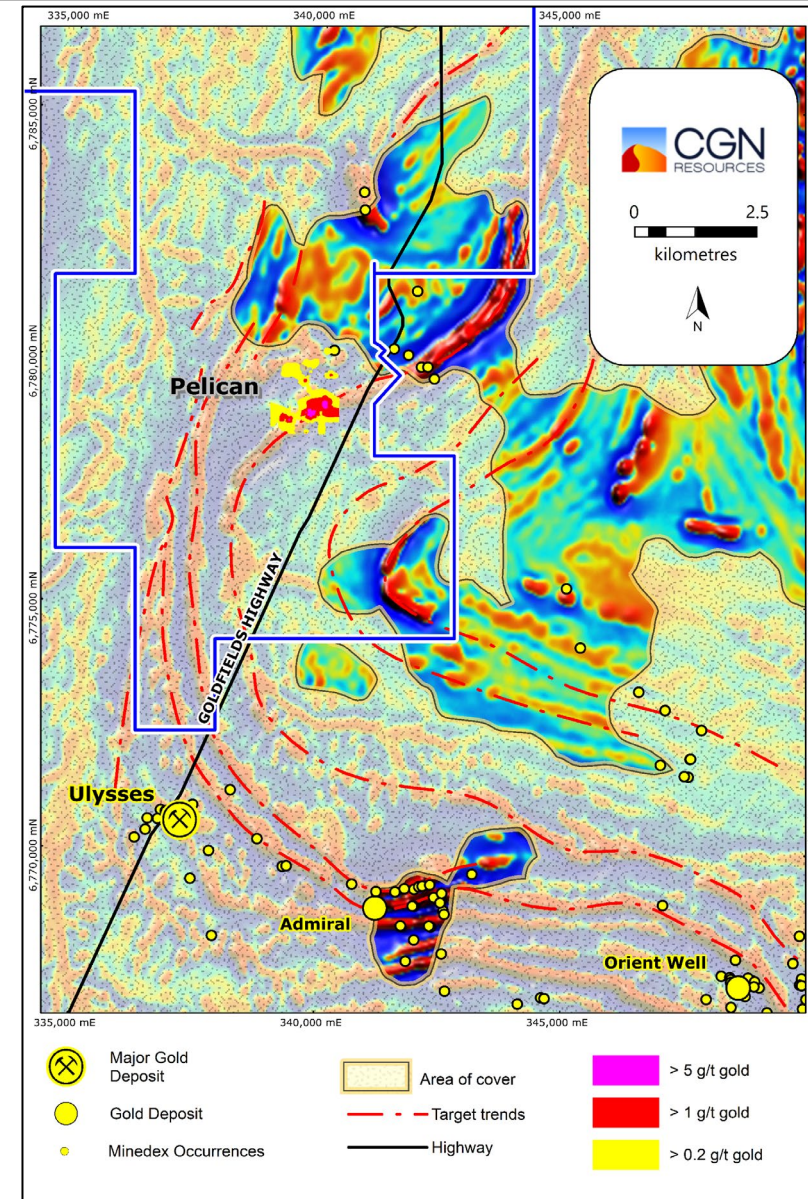 335,000 mE
340,000 mE
345,000 mE
6,785,000 mN
CGN
RESOURCES
0
2.5
kilometres
N
6,780,000 mN
Pelican
6,775,000 mN
GOLDFIELDS HIGHWAY
Ulysses
6,770,000 mN
Admiral
Orient Well
335,000 mE
340,000 mE
345,000 mE
Major Gold
Deposit
Gold Deposit
Minedex Occurrences
Area of cover
Target trends
Highway
> 5 g/t gold
> 1 g/t gold
> 0.2 g/t gold